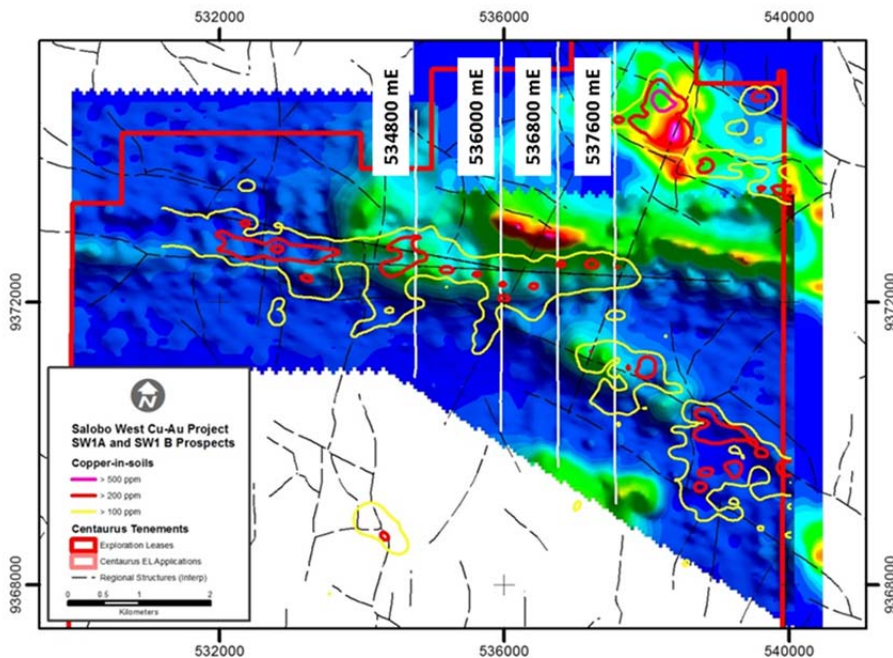 532000 536000 540000
534800 mE
536000 mE
536800 mE
537600 mE
9372000 9372000
N
Salobo West Cu-Au Project
SW1A and SW1 B Prospects
Copper-in-soils
> 500 ppm
> 200 ppm
> 100 ppm
Centaurus Tenements
Exploration Leases
Centaurus EL Applications
Regional Structures (Interp)
0 0.5 1 2
Kilometers
9368000 9368000
532000 536000 540000